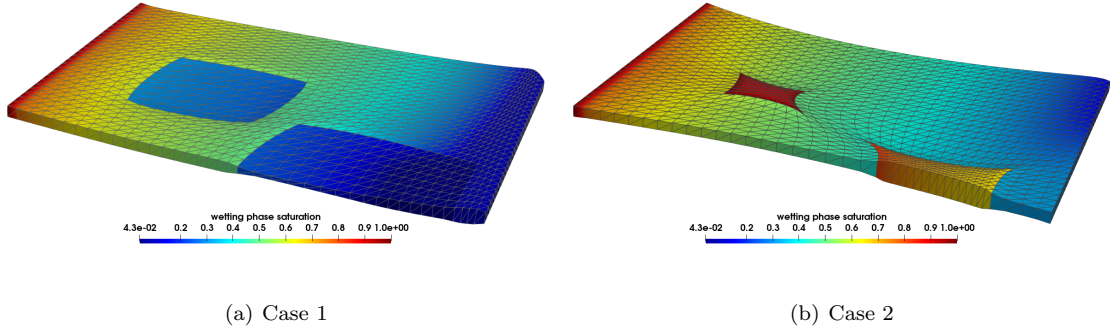 wetting phase saturation
4.3e-02 0.2 0.3 0.4 0.5 0.6 0.7 0.8 0.9 1.0e+00
wetting phase saturation
4.3e-02 0.2 0.3 0.4 0.5 0.6 0.7 0.8 0.9 1.0e+00
(a) Case 1
(b) Case 2